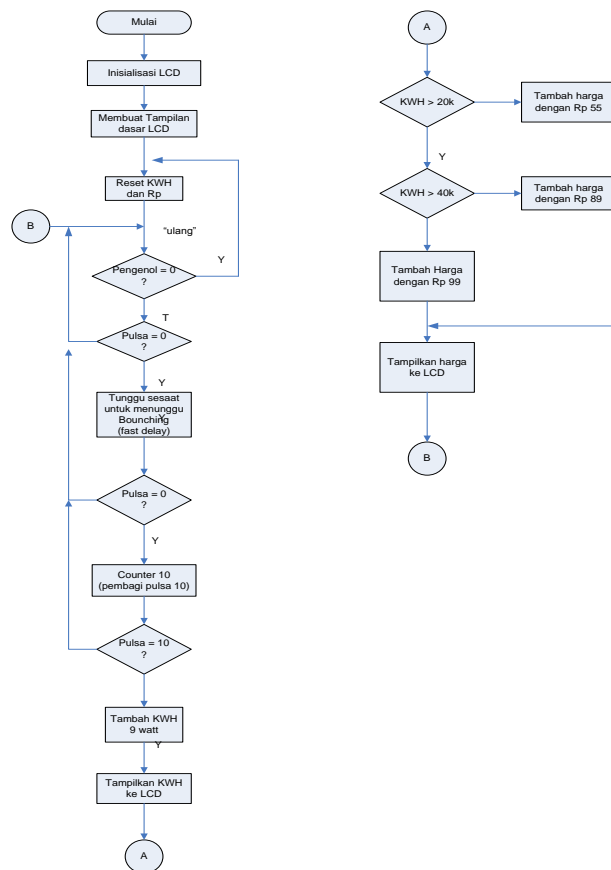 Mulai
Inisialisasi LCD
Membuat Tampilan
dasar LCD
Reset KWH
dan Rp
B
"ulang"
Y
Pengenol = 0
?
T
Pulsa = 0
?
Y
Tunggu sesaat
untuk menunggu
Y
Bounching
(fast delay)
Pulsa = 0
?
Y
Counter 10
(pembagi pulsa 10)
Pulsa = 10
?
Tambah KWH
9 watt
Y
Tampilkan KWH
ke LCD
A
A
KWH > 20k
Tambah harga
dengan Rp 55
Y
KWH > 40k
Tambah harga
dengan Rp 89
Tambah Harga
dengan Rp 99
Tampilkan harga
ke LCD
B